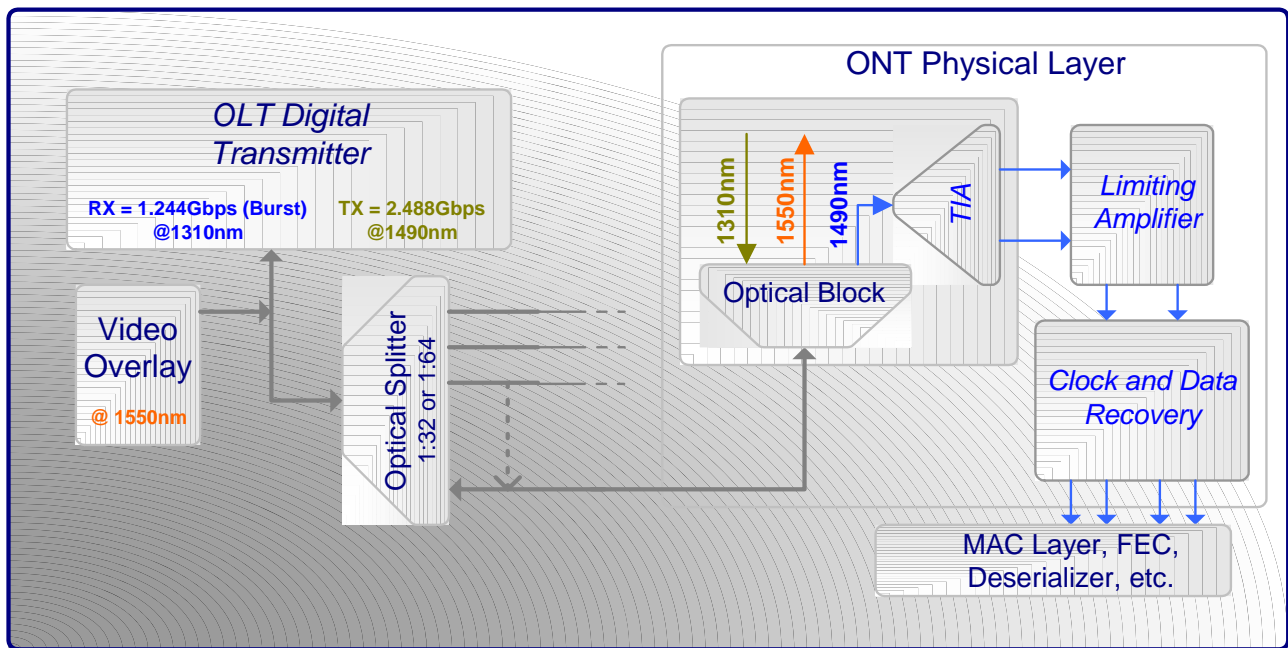 ONT Physical Layer
OLT Digital
Transmitter
RX = 1.244Gbps (Burst)
@1310nm
TX = 2.488Gbps
@1490nm
Video
Overlay
@ 1550nm
Optical Splitter
1:32 or 1:64
1310nm
1550nm
1490nm
Optical Block
TIA
Limiting
Amplifier
Clock and Data
Recovery
MAC Layer, FEC,
Deserializer, etc.